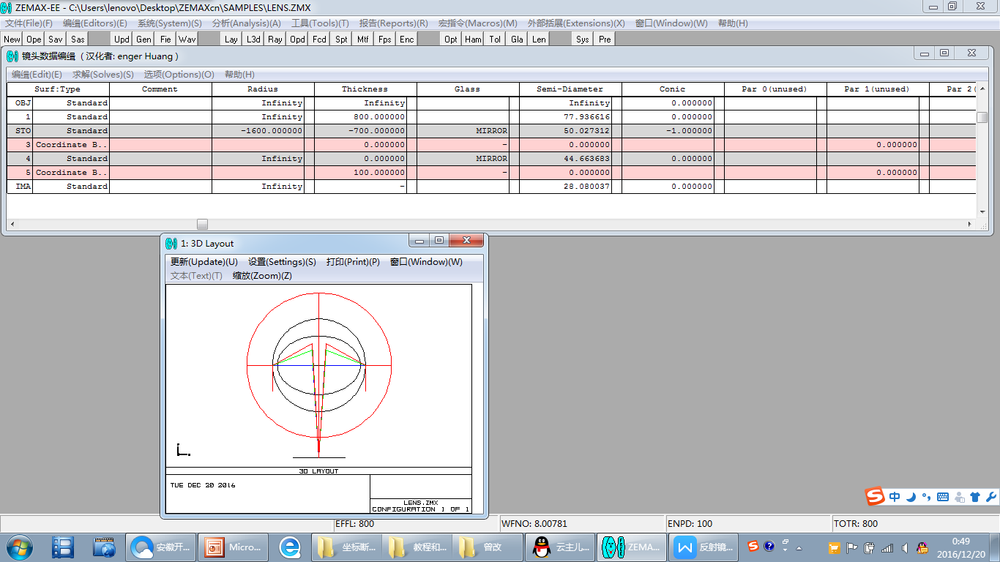 ZEMAX-EE - C:\Users\lenovo\Desktop\ZEMAXcn\SAMPLES\LENS.ZMX
文件(File)(F) 编缉(Editors)(E) 系统(System)(S) 分析(Analysis)(A) 工具(Tools)(T) 报告(Reports)(R) 宏指令(Macros)(M) 外部括展(Extensions)(X) 窗口(Window)(W) 帮助(H)
New Ope Sav Sas Upd Gen Fie Wav Lay L3d Ray Opd Fcd Spt Mtf Fps Enc Opt Ham Tol Gla Len Sys Pre
镜头数据编缉 ( 汉化者: enger Huang )
编缉(Edit)(E) 求解(Solves)(S) 选项(Options)(O) 帮助(H)
Surf:Type Comment Radius Thickness Glass Semi-Diameter Conic Par 0(unused) Par 1(unused) Par 2(
OBJ Standard Infinity Infinity Infinity 0.000000
1 Standard Infinity 800.000000 77.936616 0.000000
STO Standard -1600.000000 -700.000000 MIRROR 50.027312 -1.000000
3 Coordinate B.. 0.000000 - 0.000000 0.000000
4 Standard Infinity 0.000000 MIRROR 44.663683 0.000000
5 Coordinate B.. 100.000000 - 0.000000 0.000000
IMA Standard Infinity - 28.080037 0.000000
1: 3D Layout
更新(Update)(U) 设置(Settings)(S) 打印(Print)(P) 窗口(Window)(W)
文本(Text)(T) 缩放(Zoom)(Z)
3D LAYOUT
TUE DEC 20 2016
LENS.ZMX
CONFIGURATION 1 OF 1
中
EFFL: 800 WFNO: 8.00781 ENPD: 100 TOTR: 800
安徽开... Micro... 坐标断... 教程和... 曾改 云主儿... ZEMA... 反射镜... 0:49
2016/12/20